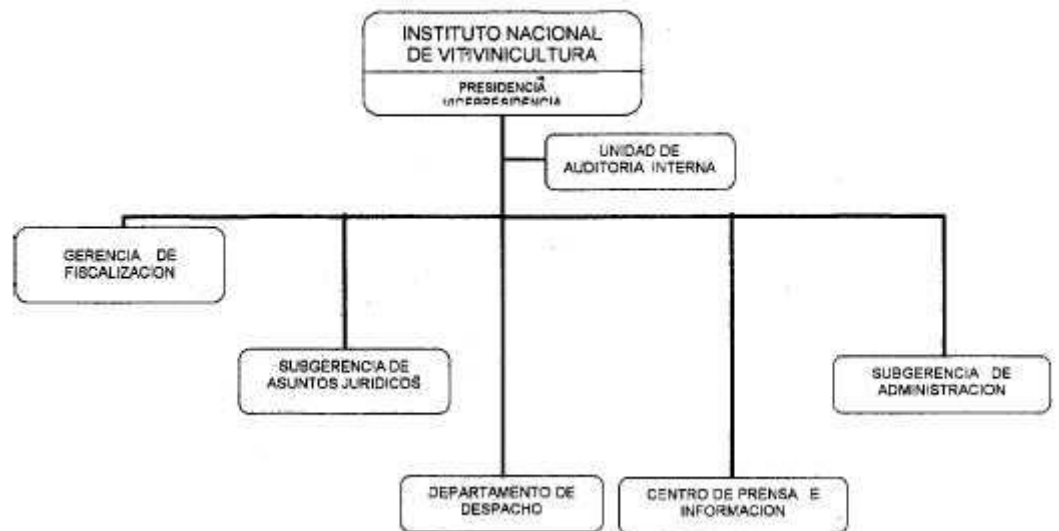 INSTITUTO NACIONAL
DE VITIVINICULTURA
PRESIDENCIA
VICEPRESIDENCIA
UNIDAD DE
AUDITORIA INTERNA
GERENCIA DE
FISCALIZACION
SUBGERENCIA DE
ASUNTOS JURIDICOS
SUBGERENCIA DE
ADMINISTRACION
DEPARTAMENTO DE
DESPACHO
CENTRO DE PRENSA E
INFORMACION